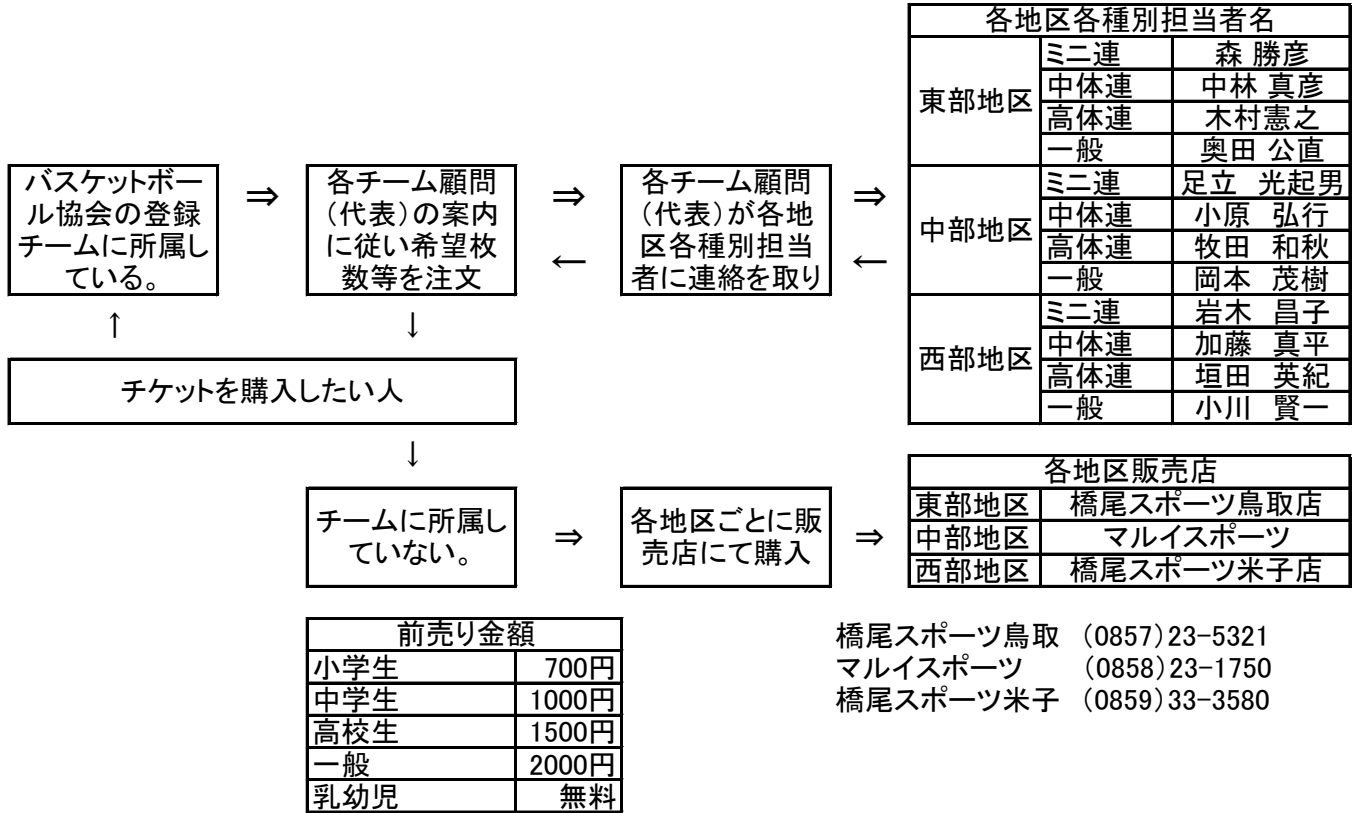 各地区各種別担当者名
東部地区
ミニ連 森 勝彦
中体連 中林 真彦
高体連 木村憲之
一般 奥田 公直
中部地区
ミニ連 足立 光起男
中体連 小原 弘行
高体連 牧田 和秋
一般 岡本 茂樹
西部地区
ミニ連 岩木 昌子
中体連 加藤 真平
高体連 垣田 英紀
一般 小川 賢一
バスケットボー
ル協会の登録
チームに所属し
ている。
⇒
各チーム顧問
(代表)の案内
に従い希望枚
数等を注文
⇒
←
各チーム顧問
(代表)が各地
区各種別担当
者に連絡を取り
⇒
←
↑ ↓
チケットを購入したい人
↓
チームに所属し
ていない。
⇒
各地区ごとに販
売店にて購入
⇒
各地区販売店
東部地区 橋尾スポーツ鳥取店
中部地区 マルイスポーツ
西部地区 橋尾スポーツ米子店
前売り金額
小学生 700円
中学生 1000円
高校生 1500円
一般 2000円
乳幼児 無料
橋尾スポーツ鳥取 (0857)23-5321
マルイスポーツ (0858)23-1750
橋尾スポーツ米子 (0859)33-3580